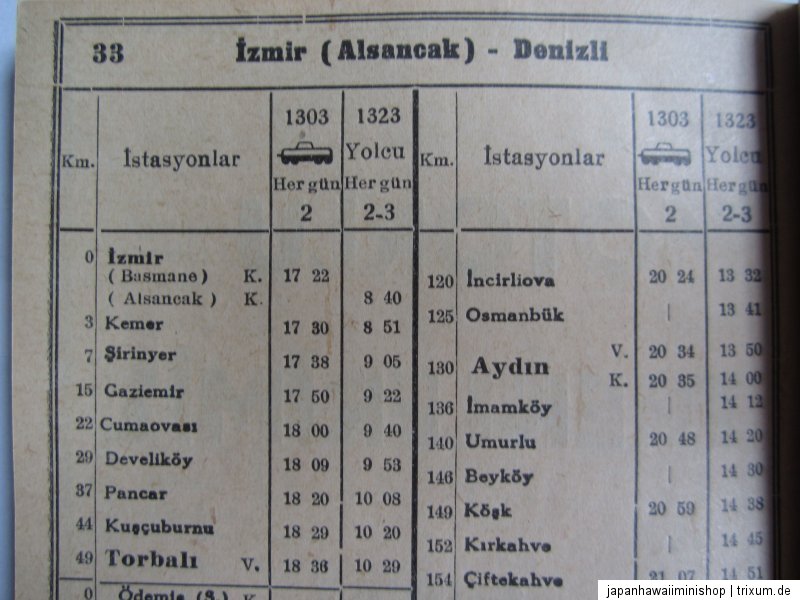 33 İzmir (Alsancak) - Denizli
Km. İstasyonlar 1303 Her gün 2 1323 Yolcu Her gün 2-3
0 İzmir
(Basmane) K. 17 22
(Alsancak) K. 8 40
3 Kemer 17 30 8 51
7 Şirinyer 17 38 9 05
15 Gaziemir 17 50 9 22
22 Cumaovası 18 00 9 40
29 Develiköy 18 09 9 53
37 Pancar 18 20 10 08
44 Kuşçuburnu 18 29 10 20
49 Torbalı V. 18 36 10 29
0 Ödemiş (Ş.) K.
Km. İstasyonlar 1303 Her gün 2 1323 Yolcu Her gün 2-3
120 İncirliova 20 24 13 32
125 Osmanbük | 13 41
130 Aydın V. 20 34 13 50
K. 20 35 14 00
136 İmamköy | 14 12
140 Umurlu 20 48 14 20
146 Beyköy | 14 30
149 Köşk 20 59 14 38
152 Kırkahve | 14 45
154 Çiftekahve 21 07 14 51
japanhawaiiminishop | trixum.de